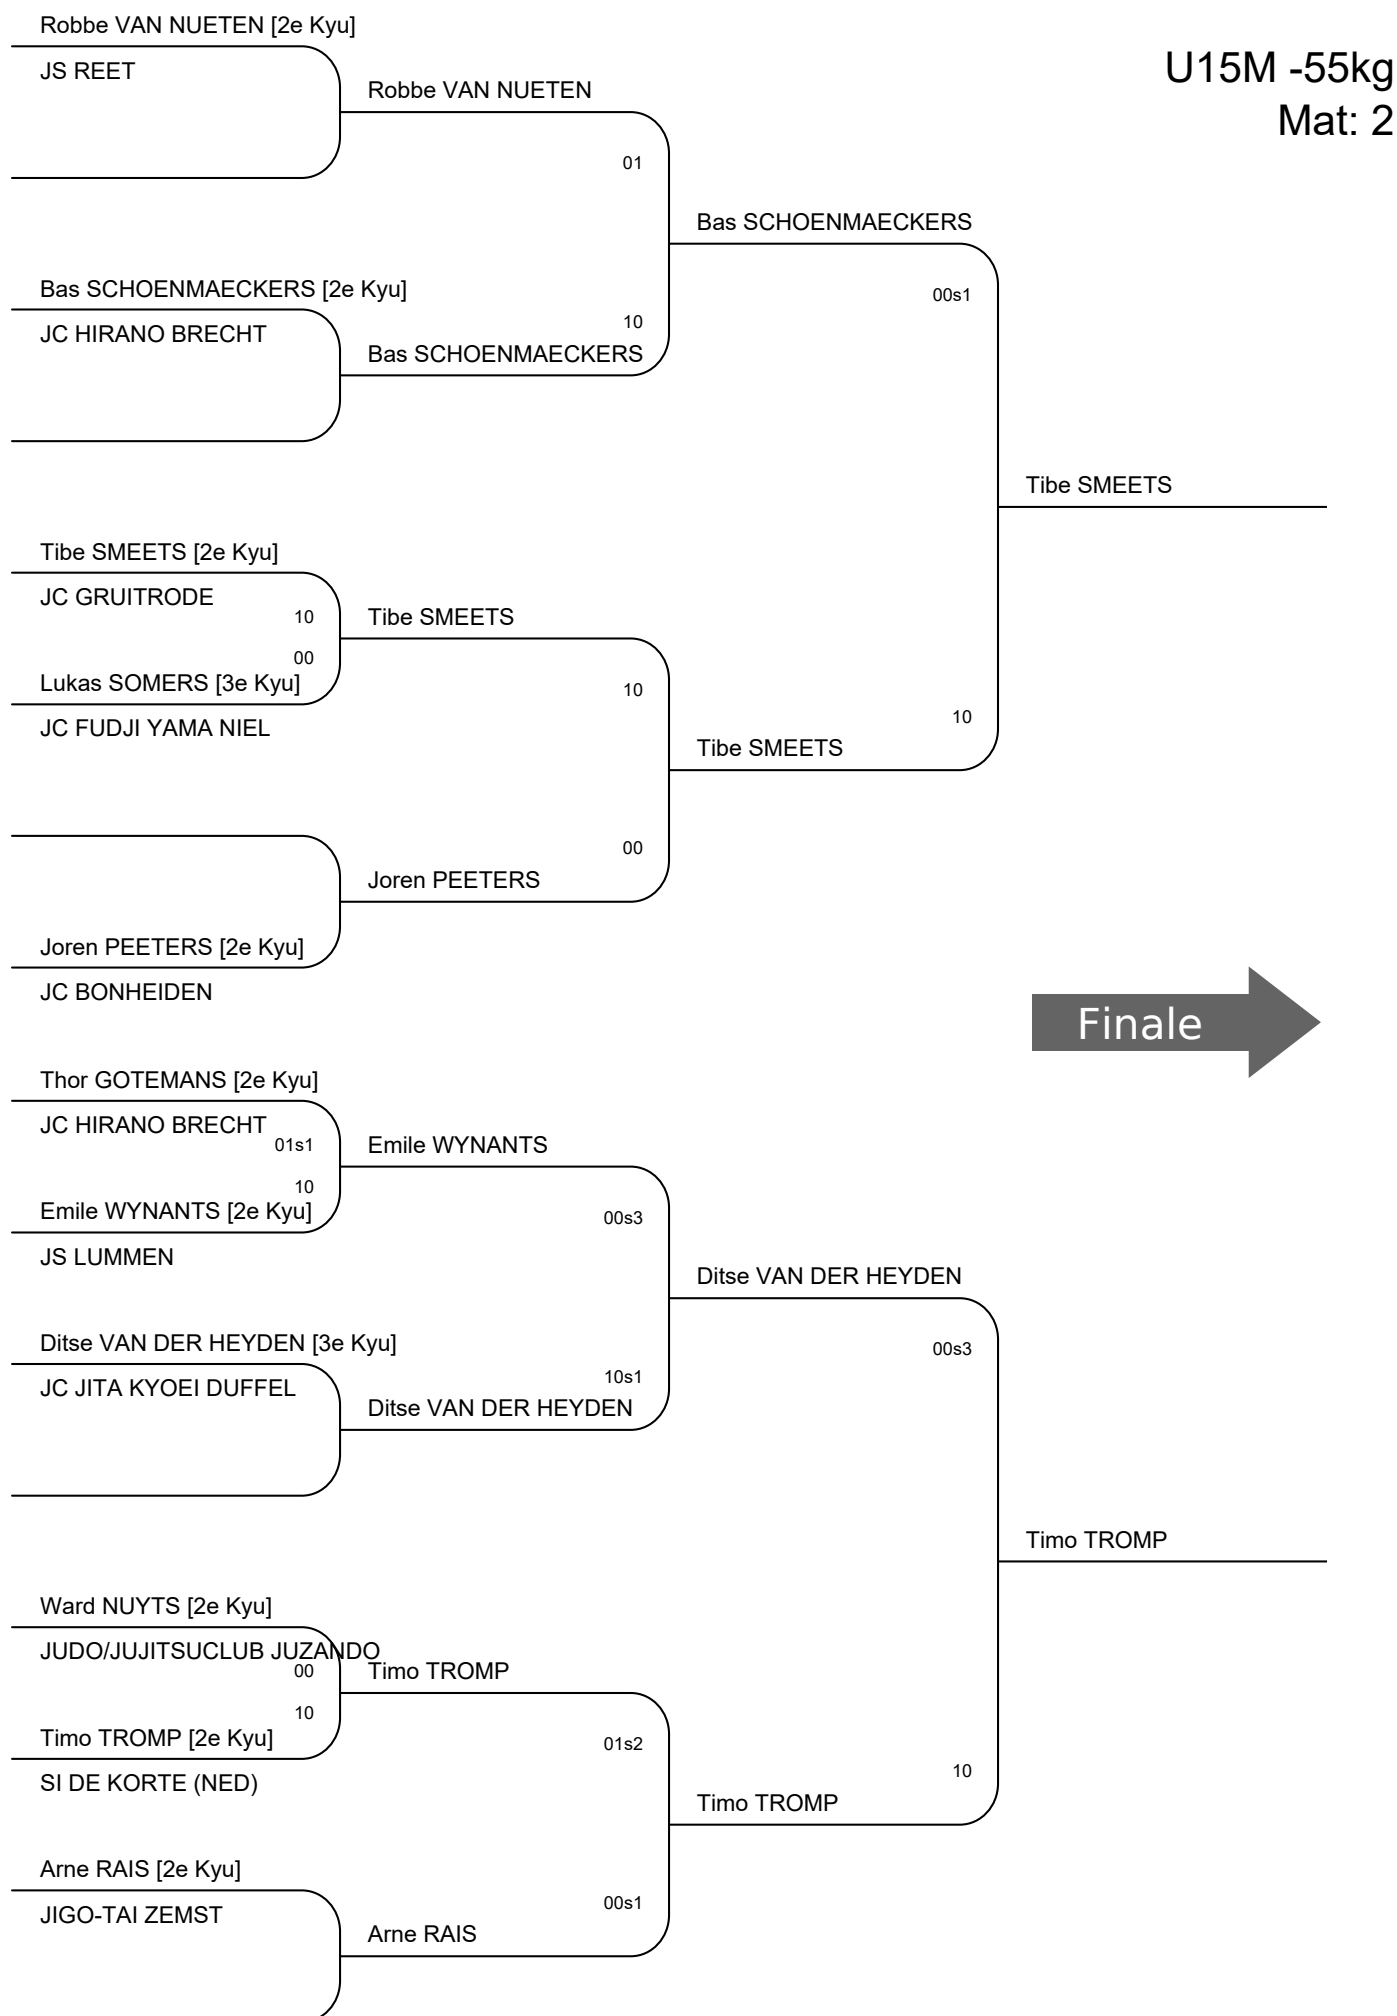 Robbe VAN NUETEN [2e Kyu]
JS REET
U15M -55kg
Mat: 2
Robbe VAN NUETEN
01
Bas SCHOENMAECKERS
Bas SCHOENMAECKERS [2e Kyu]
00s1
JC HIRANO BRECHT
10
Bas SCHOENMAECKERS
Tibe SMEETS
Tibe SMEETS [2e Kyu]
JC GRUITRODE
10
Tibe SMEETS
00
Lukas SOMERS [3e Kyu]
10
JC FUDJI YAMA NIEL
10
Tibe SMEETS
00
Joren PEETERS
Joren PEETERS [2e Kyu]
JC BONHEIDEN
Finale
Thor GOTEMANS [2e Kyu]
JC HIRANO BRECHT
01s1
Emile WYNANTS
10
Emile WYNANTS [2e Kyu]
00s3
JS LUMMEN
Ditse VAN DER HEYDEN
Ditse VAN DER HEYDEN [3e Kyu]
00s3
JC JITA KYOEI DUFFEL
10s1
Ditse VAN DER HEYDEN
Timo TROMP
Ward NUYTS [2e Kyu]
JUDO/JUJITSUCLUB JUZANDO
00
Timo TROMP
10
Timo TROMP [2e Kyu]
01s2
SI DE KORTE (NED)
10
Timo TROMP
Arne RAIS [2e Kyu]
JIGO-TAI ZEMST
00s1
Arne RAIS